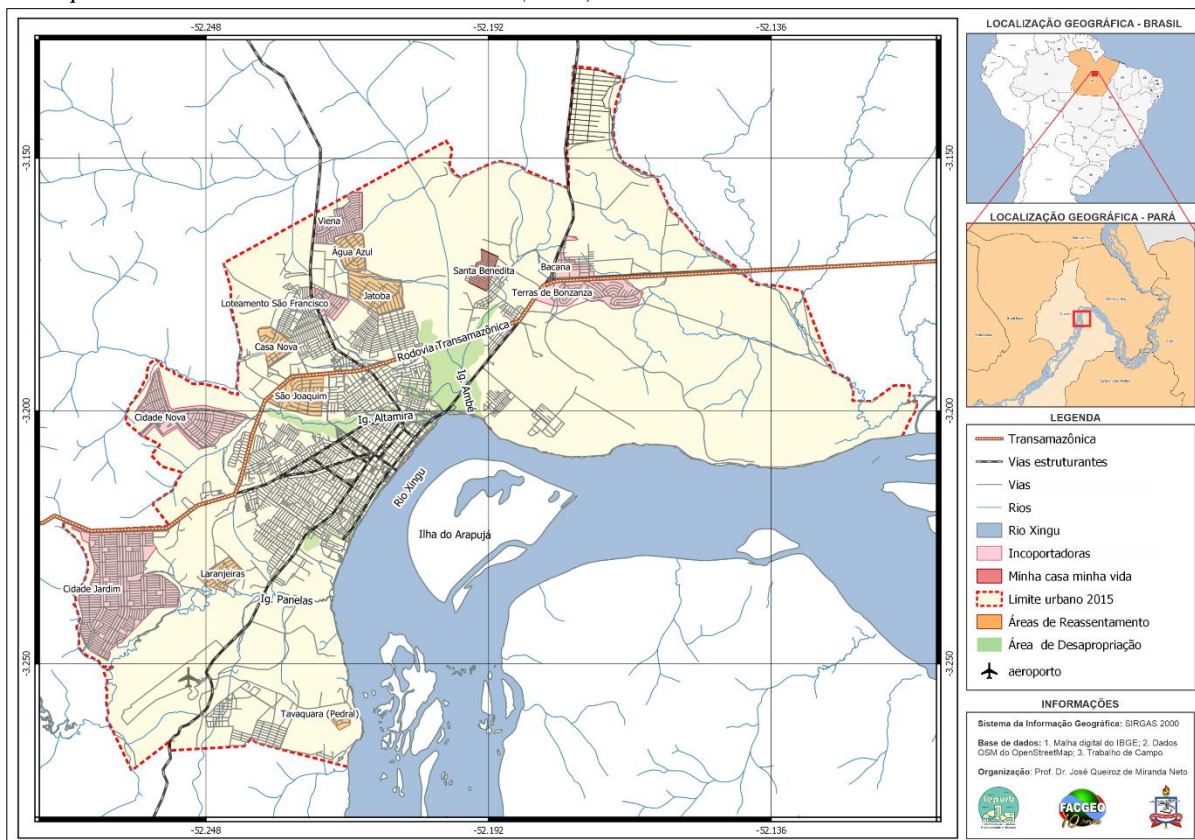 -52.248
-52.192
-52.136
-3.150
-3.150
Viena
Água Azul
Santa Benedita
Bacana
Jatoba
Terras de Bonzanza
Loteamento São Francisco
Rodovia Transamazônica
Casa Nova
São Joaquim
Ig. Ambé
-3.200
-3.200
Cidade Nova
Ig. Altamira
Rio Xingu
Ilha do Arapujá
Laranjeiras
Cidade Jardim
Ig. Panelas
-3.250
-3.250
Tavaquara (Pedral)
-52.248
-52.192
-52.136
LOCALIZAÇÃO GEOGRÁFICA - BRASIL
LOCALIZAÇÃO GEOGRÁFICA - PARÁ
LEGENDA
Transamazônica
Vias estruturantes
Vias
Rios
Rio Xingu
Incoportadoras
Minha casa minha vida
Limite urbano 2015
Áreas de Reassentamento
Área de Desapropriação
aeroporto
INFORMAÇÕES
Sistema da Informação Geográfica: SIRGAS 2000
Base de dados: 1. Malha digital do IBGE; 2. Dados
OSM do OpenStreetMap; 3. Trabalho de Campo
Organização: Prof. Dr. José Queiroz de Miranda Neto
FACGEO